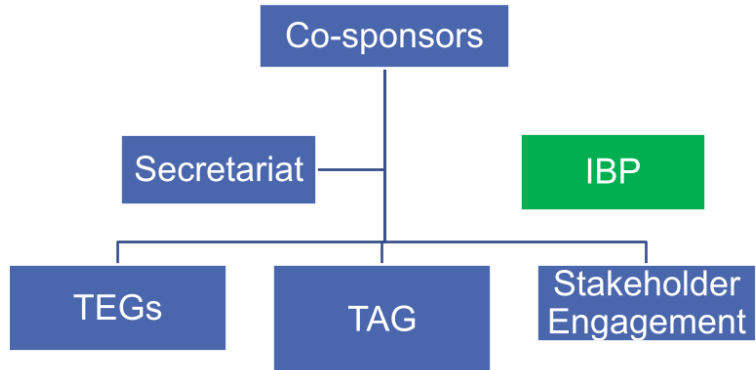 Co-sponsors
Secretariat
IBP
TEGs
TAG
Stakeholder
Engagement